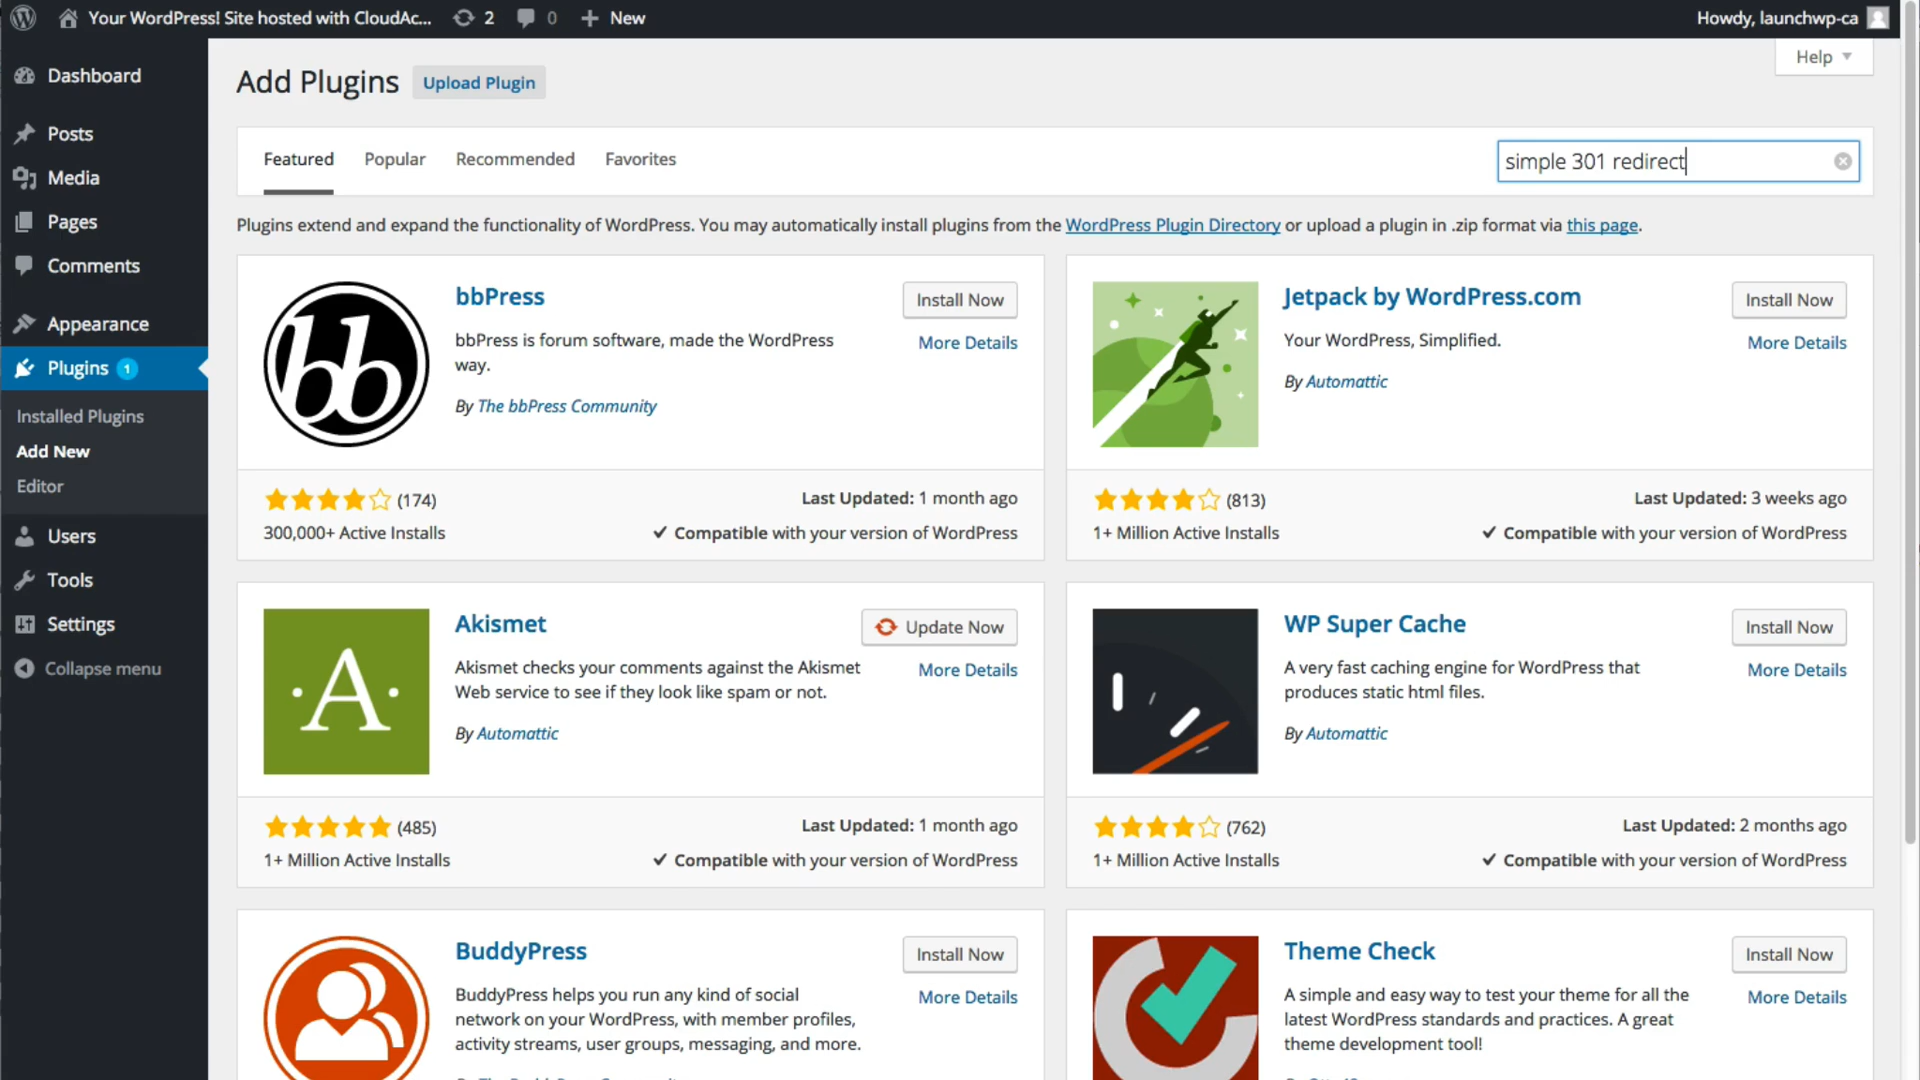 Your WordPress! Site hosted with CloudAc... 2 0 New
Howdy, launchwp-ca
Help
Dashboard
Posts
Media
Pages
Comments
Appearance
Plugins 1
Installed Plugins
Add New
Editor
Users
Tools
Settings
Collapse menu
Add Plugins Upload Plugin
Featured Popular Recommended Favorites
simple 301 redirect
Plugins extend and expand the functionality of WordPress. You may automatically install plugins from the WordPress Plugin Directory or upload a plugin in .zip format via this page.
bb
bbPress
Install Now
More Details
bbPress is forum software, made the WordPress
way.
By The bbPress Community
(174)
Last Updated: 1 month ago
300,000+ Active Installs
Compatible with your version of WordPress
Jetpack by WordPress.com
Install Now
More Details
Your WordPress, Simplified.
By Automattic
(813)
Last Updated: 3 weeks ago
1+ Million Active Installs
Compatible with your version of WordPress
A
Akismet
Update Now
More Details
Akismet checks your comments against the Akismet
Web service to see if they look like spam or not.
By Automattic
(485)
Last Updated: 1 month ago
1+ Million Active Installs
Compatible with your version of WordPress
WP Super Cache
Install Now
More Details
A very fast caching engine for WordPress that
produces static html files.
By Automattic
(762)
Last Updated: 2 months ago
1+ Million Active Installs
Compatible with your version of WordPress
BuddyPress
Install Now
More Details
BuddyPress helps you run any kind of social
network on your WordPress, with member profiles,
activity streams, user groups, messaging, and more.
Theme Check
Install Now
More Details
A simple and easy way to test your theme for all the
latest WordPress standards and practices. A great
theme development tool!